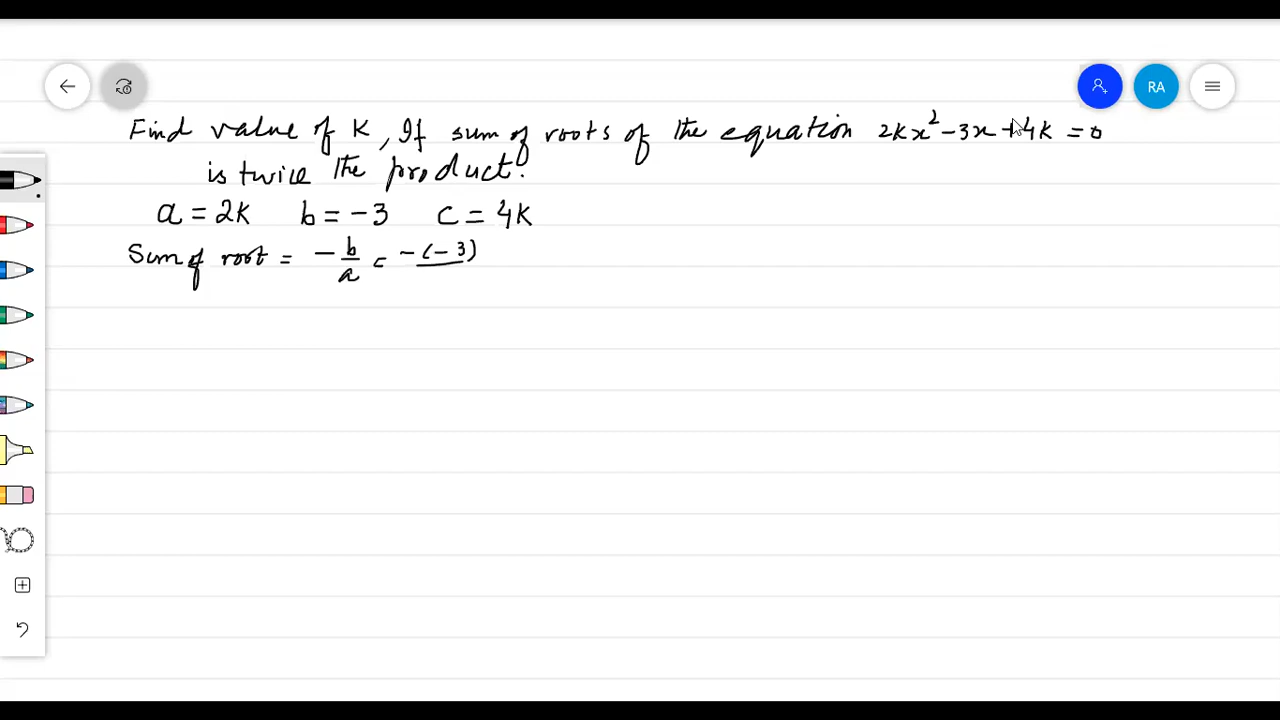 RA
Find value of K, If sum of roots of the equation 2kx² - 3x + 4k = 0
is twice the product.
a = 2K b = -3 c = 4K
Sum of root = -b/a = -(-3)